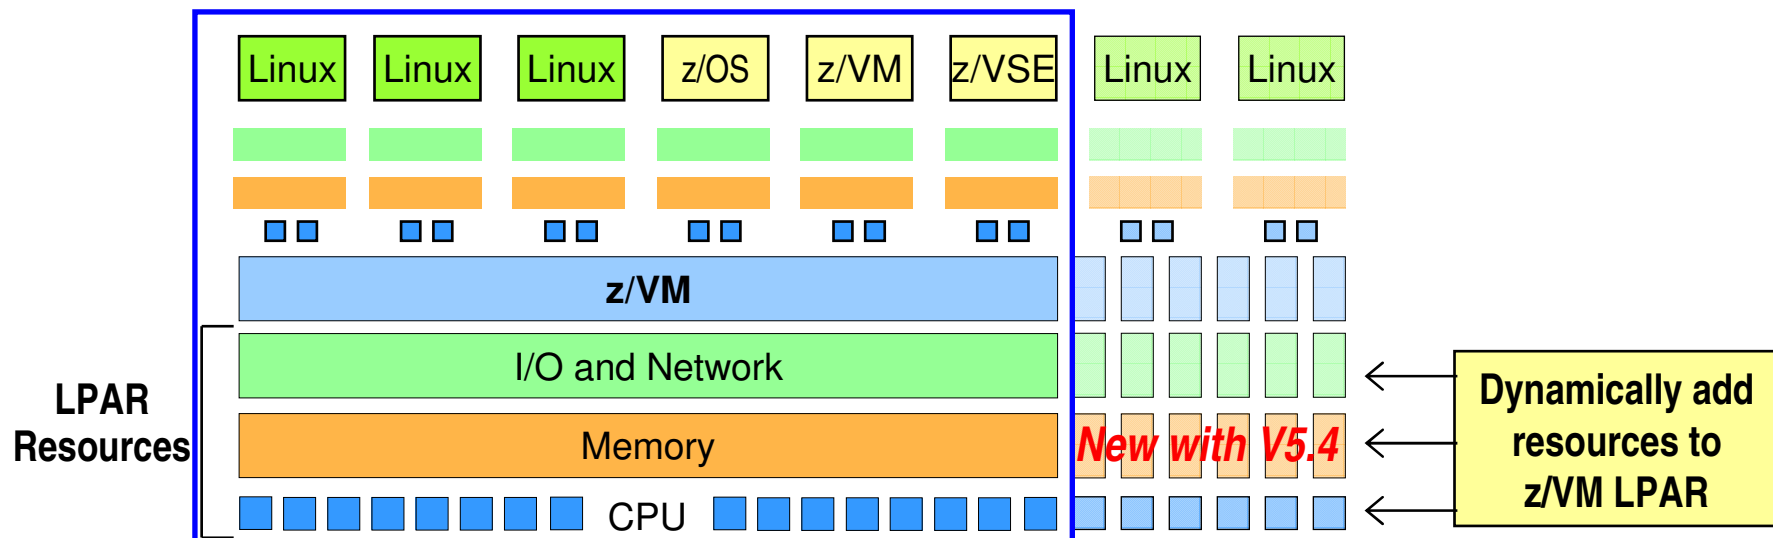 Linux Linux Linux z/OS z/VM z/VSE Linux Linux
z/VM
I/O and Network
LPAR
Resources
Memory
New with V5.4
CPU
Dynamically add
resources to
z/VM LPAR